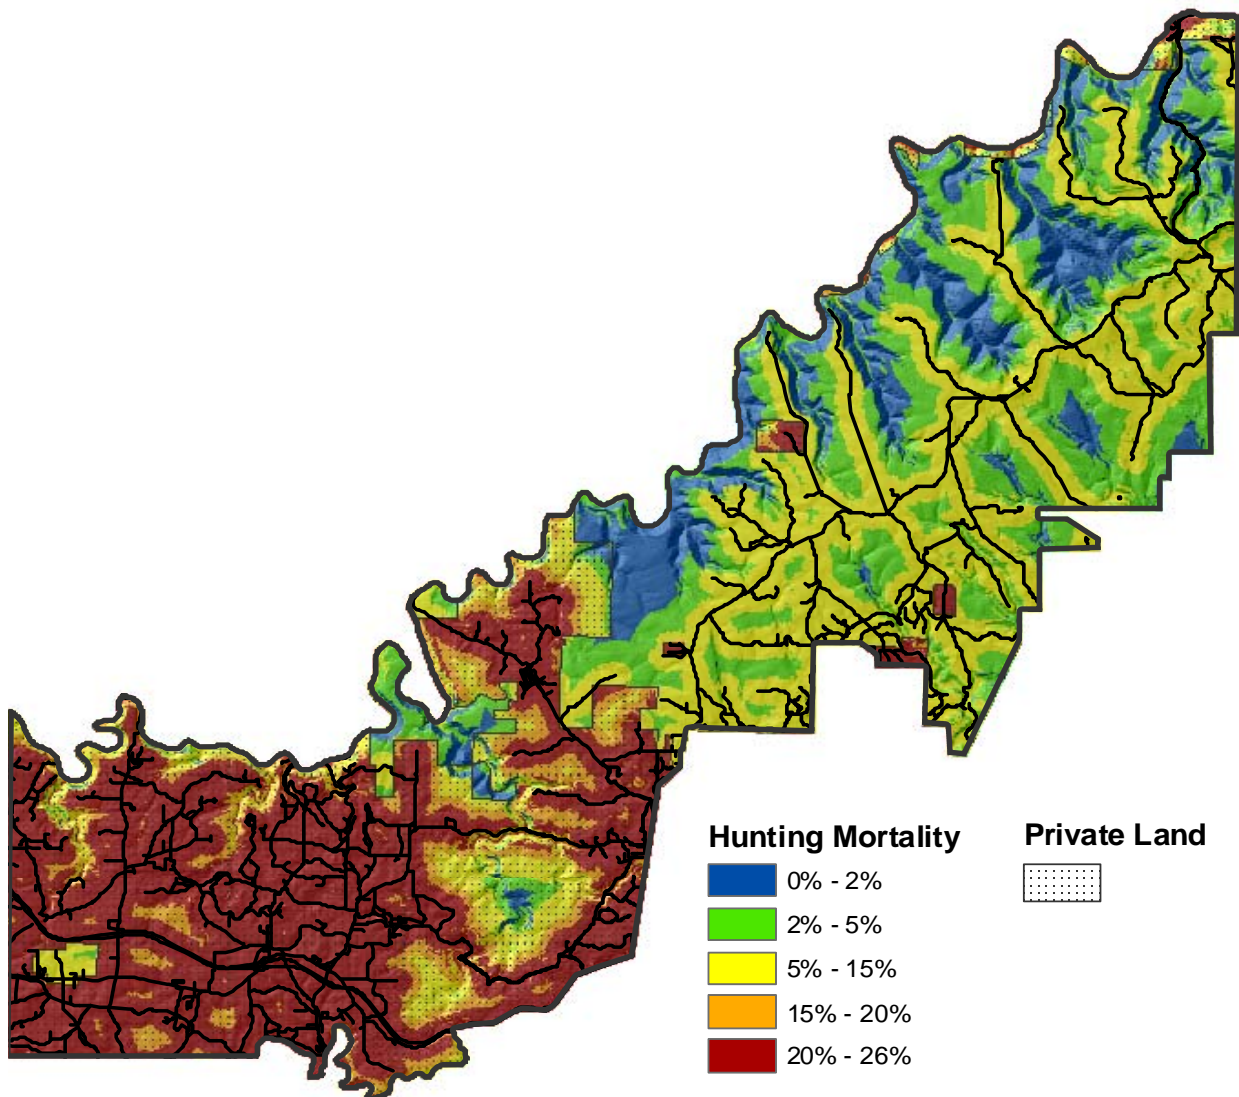 Hunting Mortality
0% - 2%
2% - 5%
5% - 15%
15% - 20%
20% - 26%
Private Land